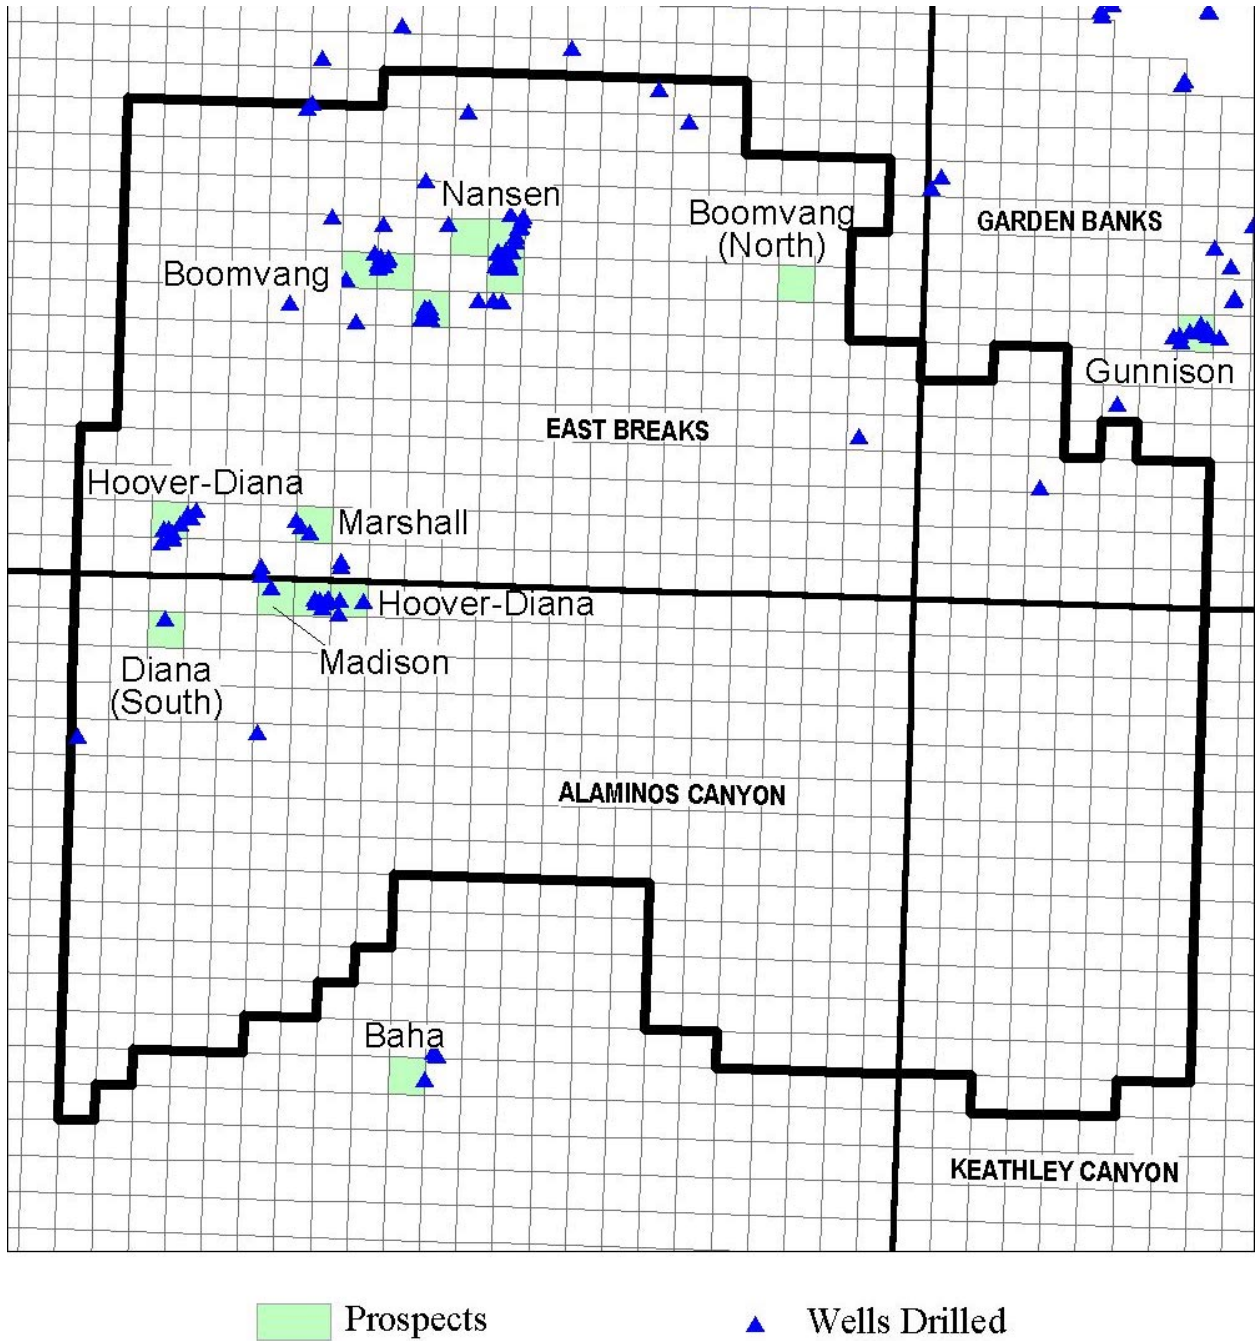 Nansen
Boomvang
(North)
GARDEN BANKS
Boomvang
Gunnison
EAST BREAKS
Hoover-Diana
Marshall
Hoover-Diana
Madison
Diana
(South)
ALAMINOS CANYON
Baha
KEATHLEY CANYON
Prospects
Wells Drilled